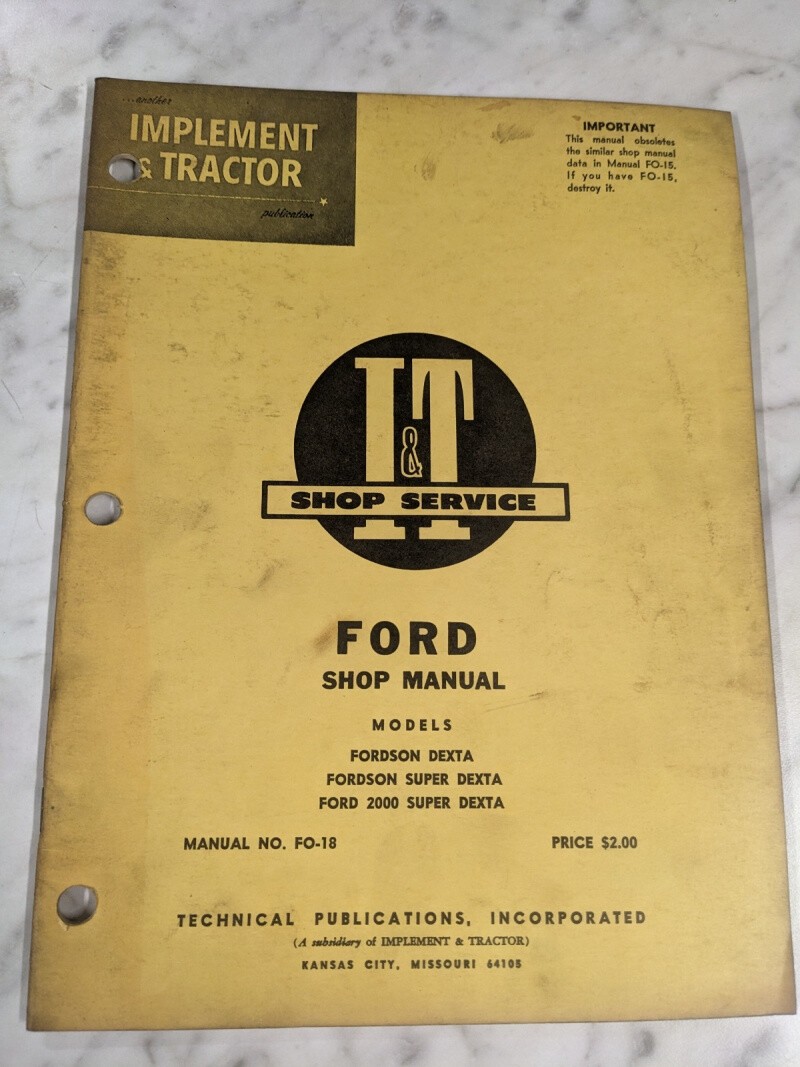 ...another
IMPLEMENT
& TRACTOR
publication
IMPORTANT
This manual obsoletes
the similar shop manual
data in Manual FO-15.
If you have FO-15,
destroy it.
I&T
SHOP SERVICE
FORD
SHOP MANUAL
MODELS
FORDSON DEXTA
FORDSON SUPER DEXTA
FORD 2000 SUPER DEXTA
MANUAL NO. FO-18 PRICE $2.00
TECHNICAL PUBLICATIONS, INCORPORATED
(A subsidiary of IMPLEMENT & TRACTOR)
KANSAS CITY, MISSOURI 64105